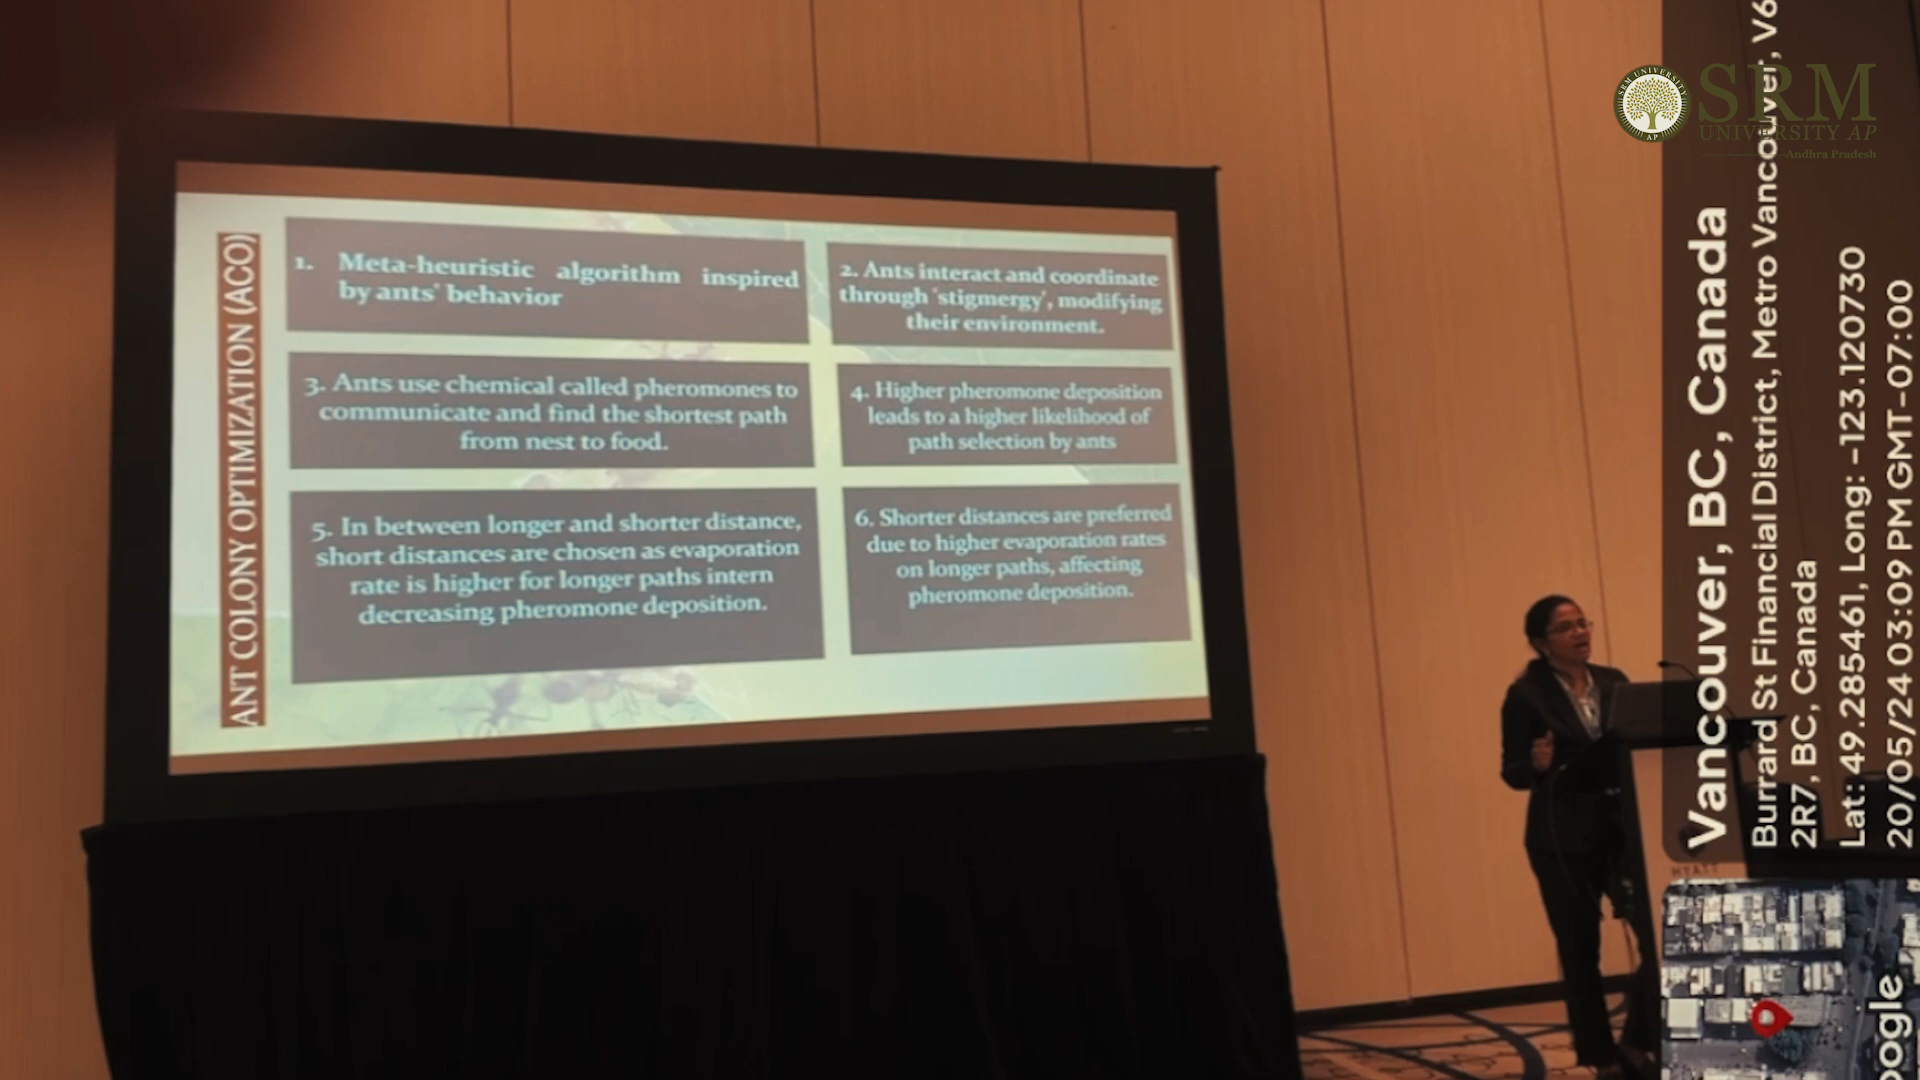 ANT COLONY OPTIMIZATION (ACO)
1. Meta-heuristic algorithm inspired
by ants' behavior
2. Ants interact and coordinate
through 'stigmergy', modifying
their environment.
3. Ants use chemical called pheromones to
communicate and find the shortest path
from nest to food.
4. Higher pheromone deposition
leads to a higher likelihood of
path selection by ants
5. In between longer and shorter distance,
short distances are chosen as evaporation
rate is higher for longer paths intern
decreasing pheromone deposition.
6. Shorter distances are preferred
due to higher evaporation rates
on longer paths, affecting
pheromone deposition.
SRM UNIVERSITY
AP
SRM
UNIVERSITY AP
Andhra Pradesh
Vancouver, BC, Canada
Burrard St Financial District, Metro Vancouver, V6
2R7, BC, Canada
Lat: 49.285461, Long: -123.120730
20/05/24 03:09 PM GMT-07:00
HYATT
oogle